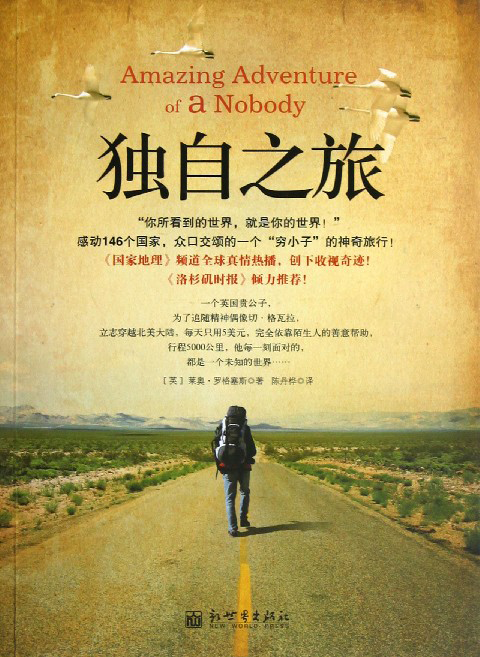 Amazing Adventure
of a Nobody
独自之旅
“你所看到的世界，就是你的世界！”
感动146个国家，众口交颂的一个“穷小子”的神奇旅行！
《国家地理》频道全球真情热播，创下收视奇迹！
《洛杉矶时报》倾力推荐！
一个英国贵公子，
为了追随精神偶像切·格瓦拉，
立志穿越北美大陆，每天只用5美元，完全依靠陌生人的善意帮助，
行程5000公里，他每一刻面对的，
都是一个未知的世界……
［英］莱奥·罗格塞斯◎著 陈丹桦◎译
新世界出版社
NEW WORLD PRESS